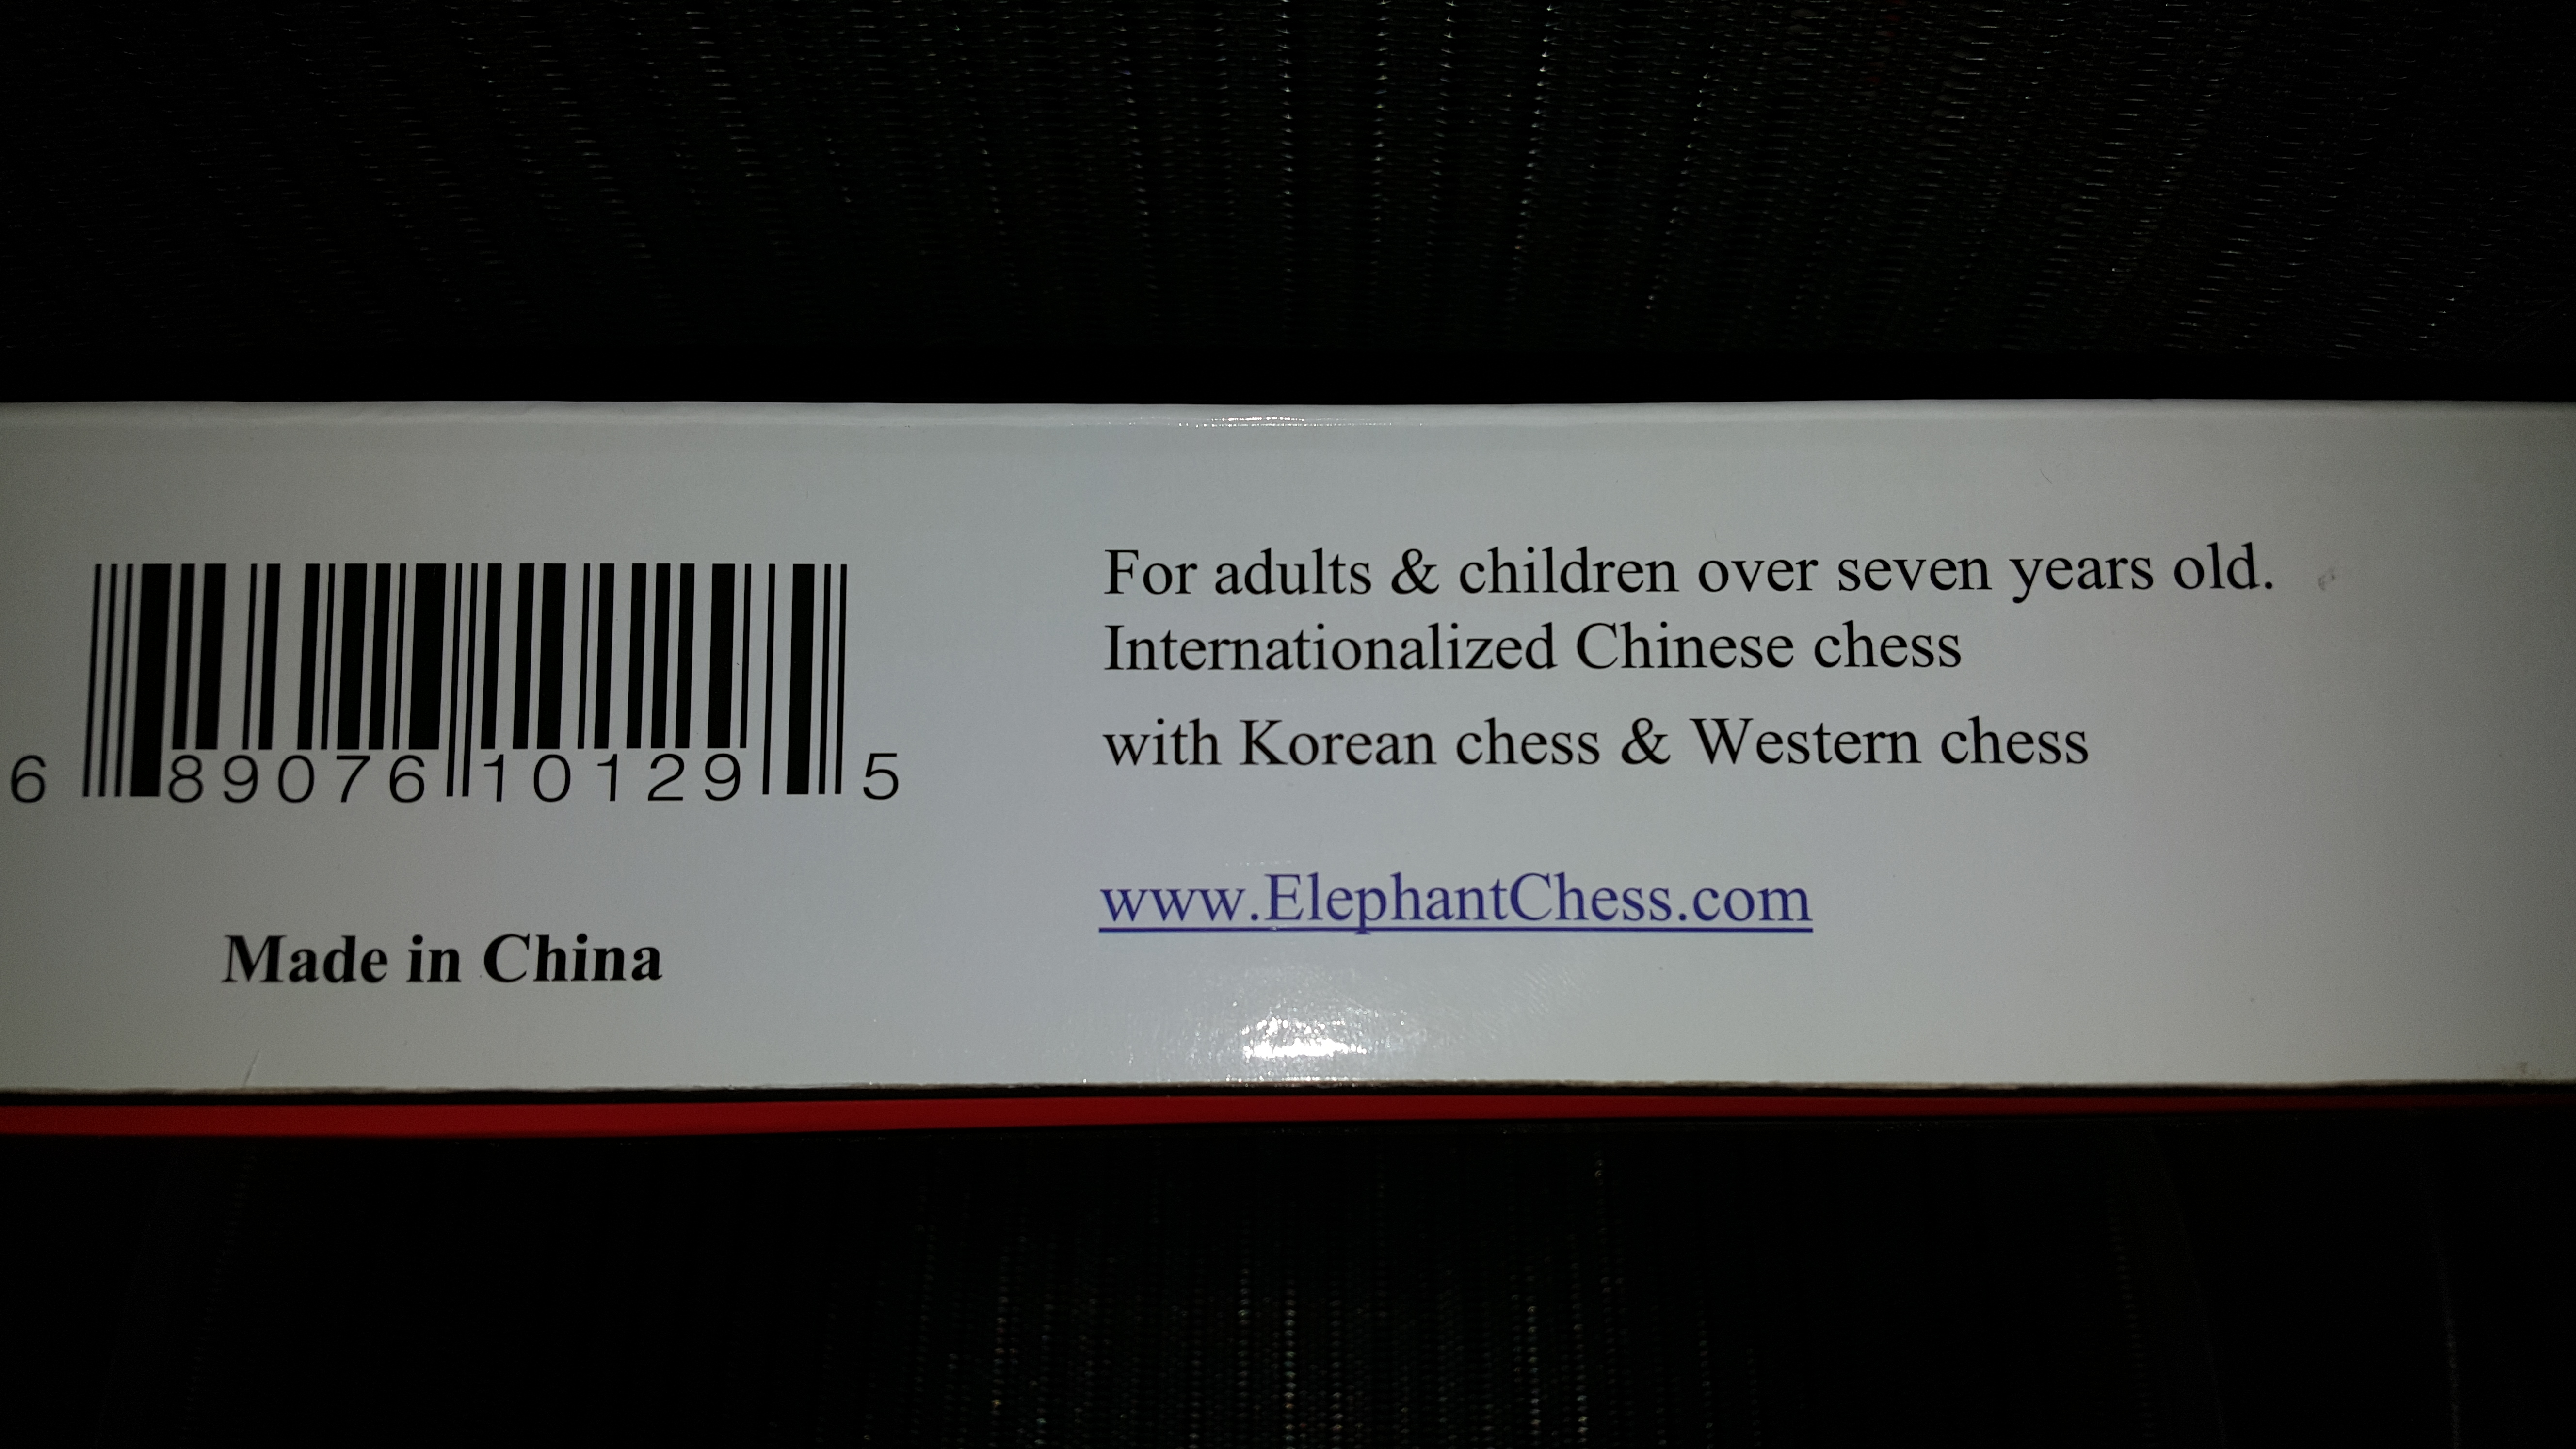 For adults & children over seven years old.
Internationalized Chinese chess
with Korean chess & Western chess
www.ElephantChess.com
6 89076 10129 5
Made in China